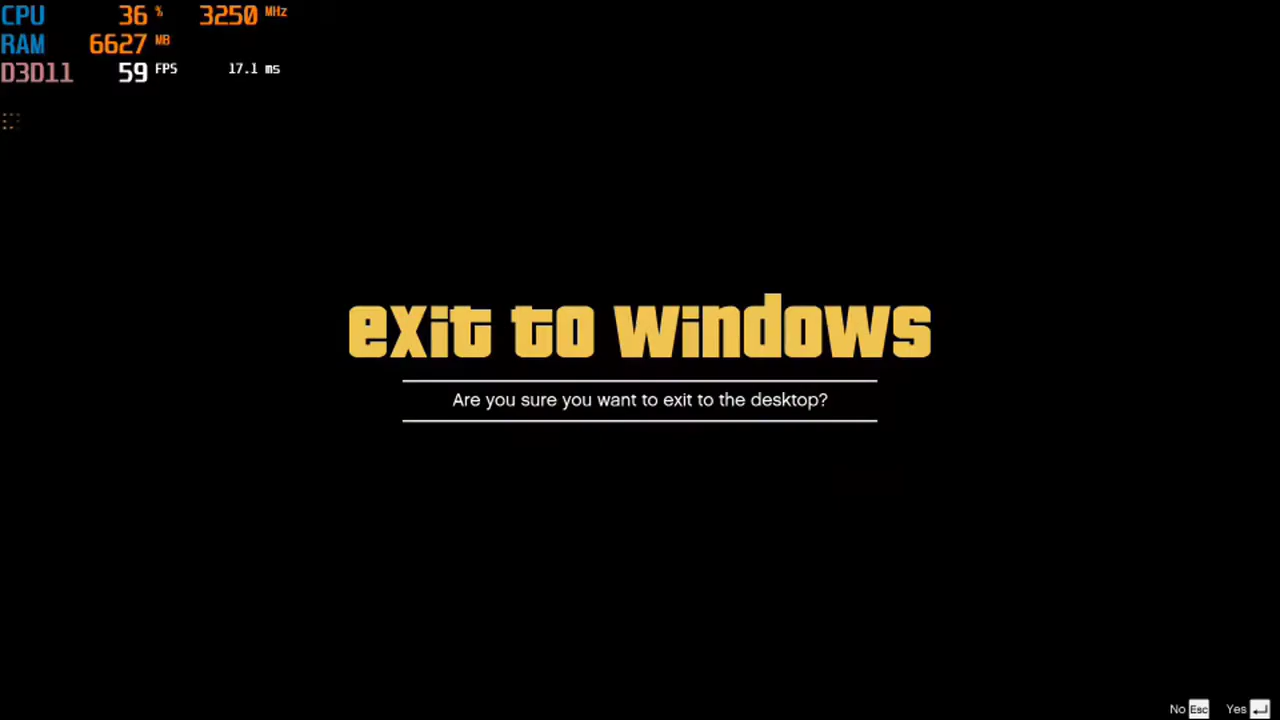 CPU 36 % 3250 MHz
RAM 6627 MB
D3D11 59 FPS 17.1 ms
exit to windows
Are you sure you want to exit to the desktop?
No Esc Yes